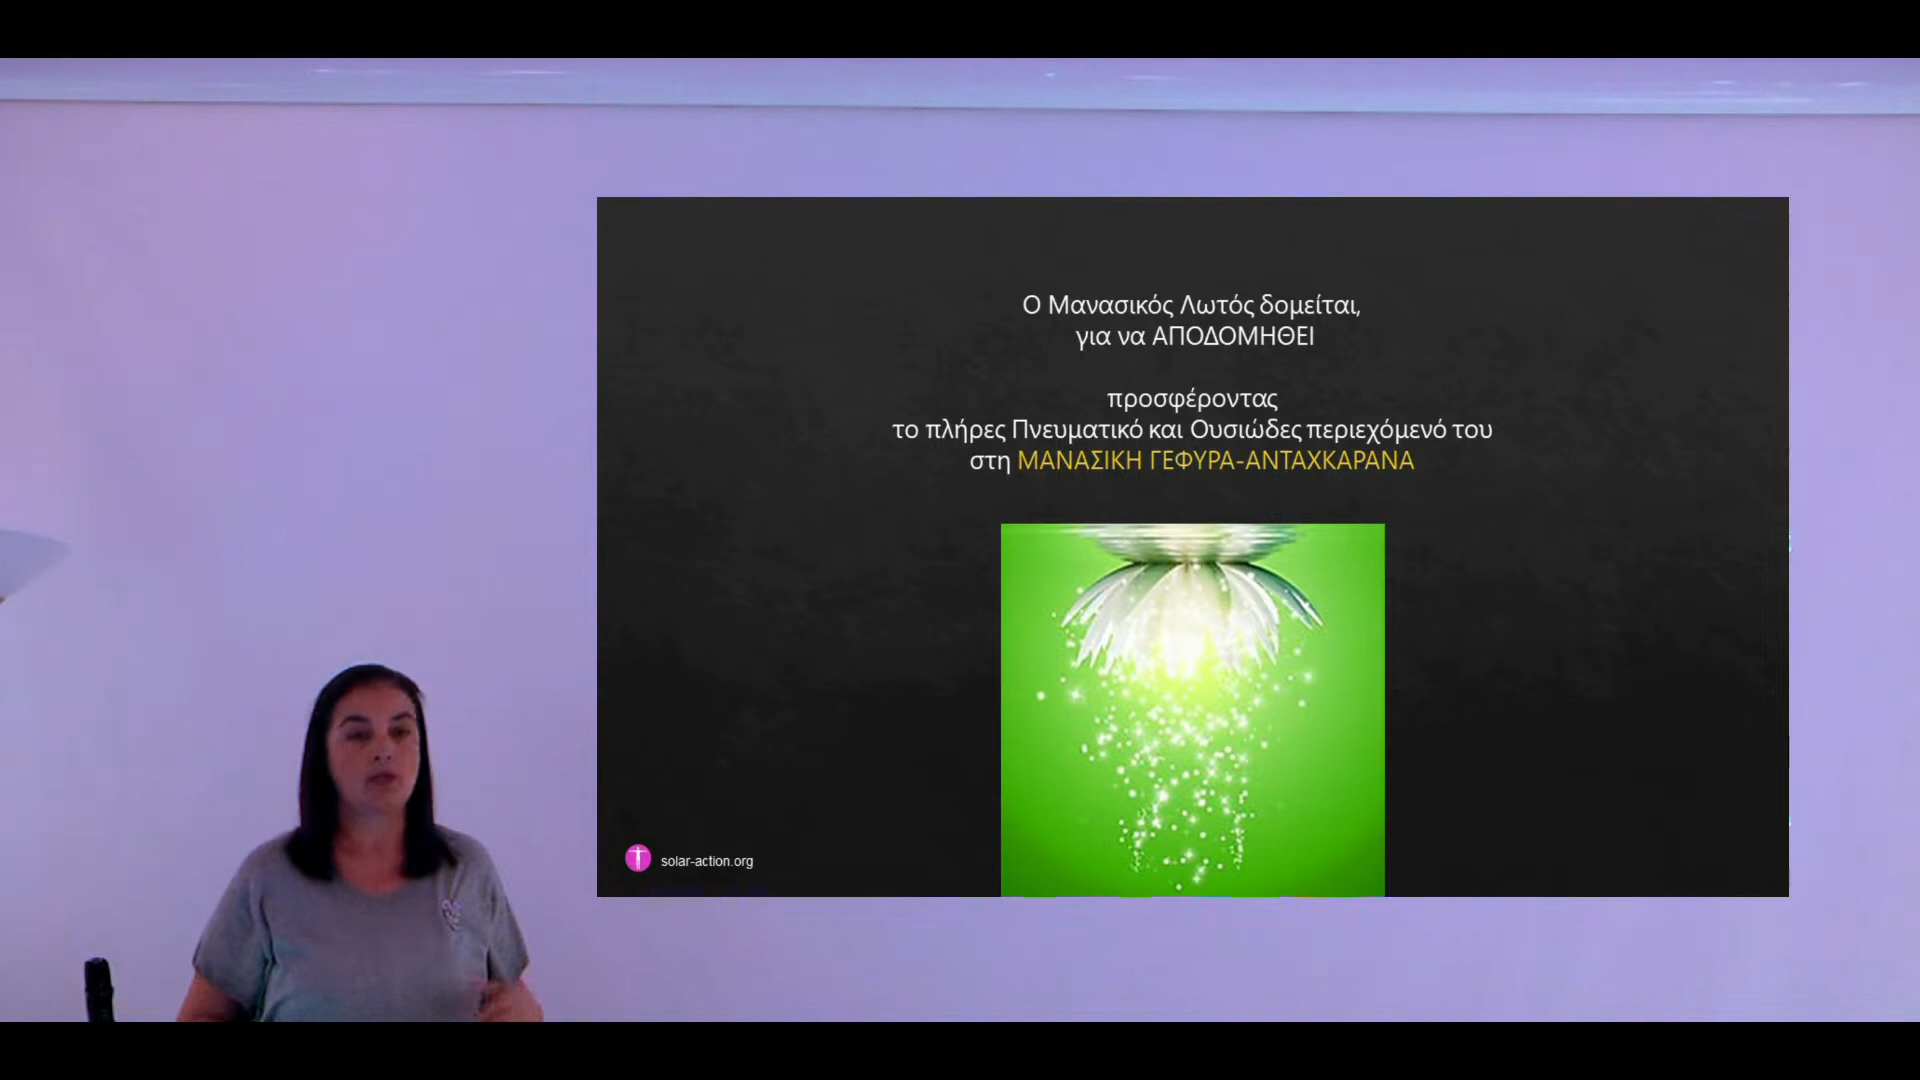 Ο Μανασικός Λωτός δομείται,
για να ΑΠΟΔΟΜΗΘΕΙ
προσφέροντας
το πλήρες Πνευματικό και Ουσιώδες περιεχόμενό του
στη ΜΑΝΑΣΙΚΗ ΓΕΦΥΡΑ-ΑΝΤΑΧΚΑΡΑΝΑ
solar-action.org